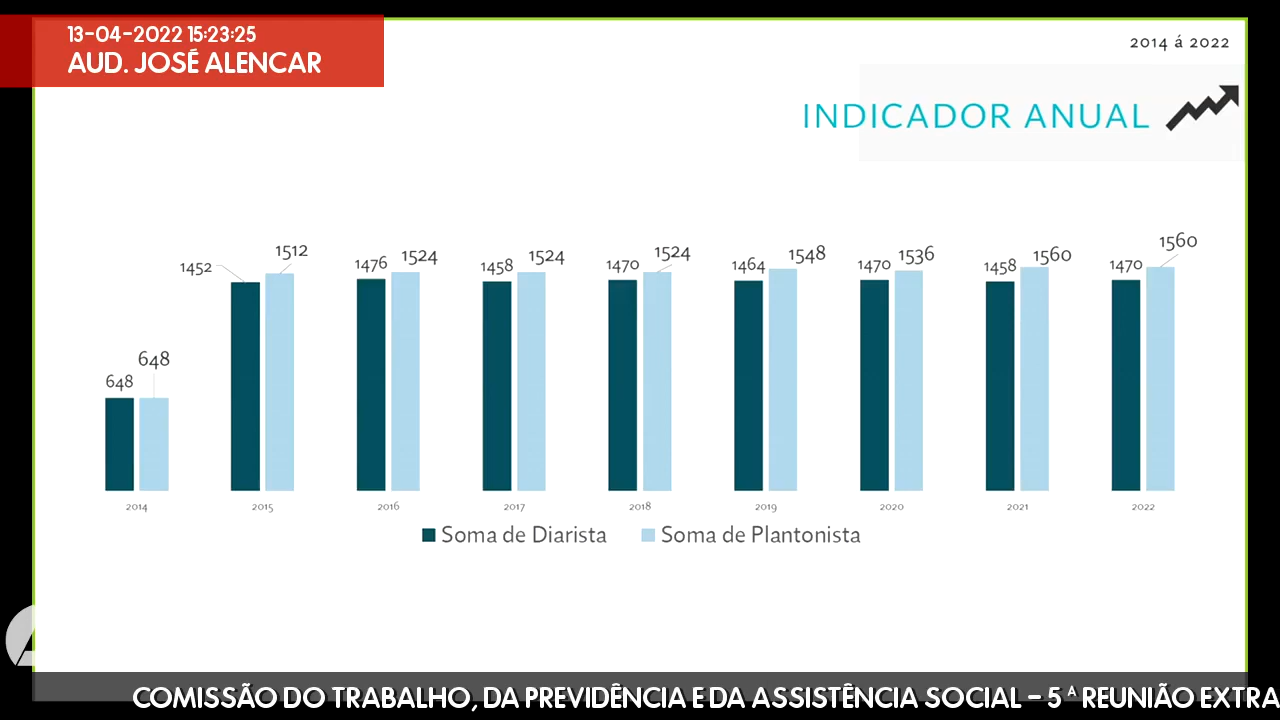 13-04-2022 15:23:25
AUD. JOSÉ ALENCAR
2014 á 2022
INDICADOR ANUAL
648 648
1452 1512
1476 1524
1458 1524
1470 1524
1464 1548
1470 1536
1458 1560
1470 1560
2014 2015 2016 2017 2018 2019 2020 2021 2022
Soma de Diarista Soma de Plantonista
COMISSÃO DO TRABALHO, DA PREVIDÊNCIA E DA ASSISTÊNCIA SOCIAL - 5 ª REUNIÃO EXTRA